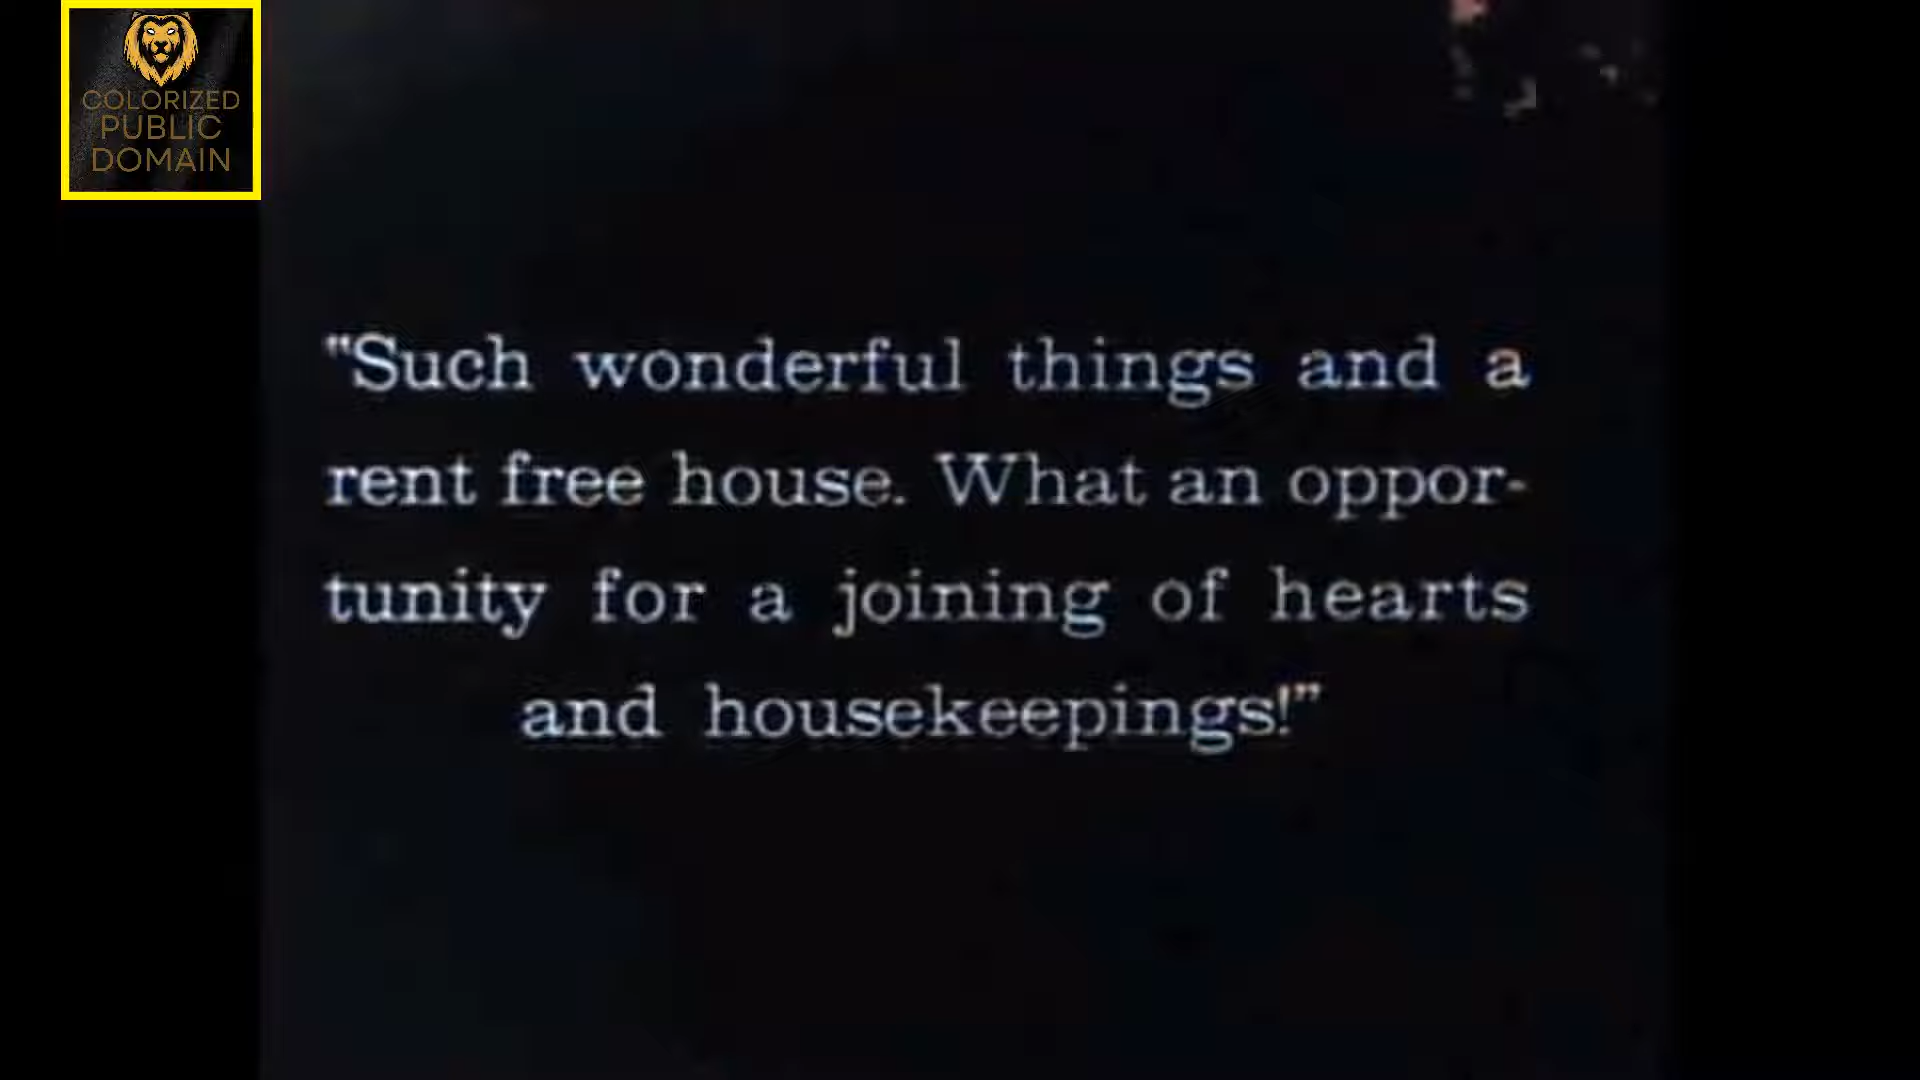 COLORIZED
PUBLIC
DOMAIN
"Such wonderful things and a
rent free house. What an oppor-
tunity for a joining of hearts
and housekeepings!"